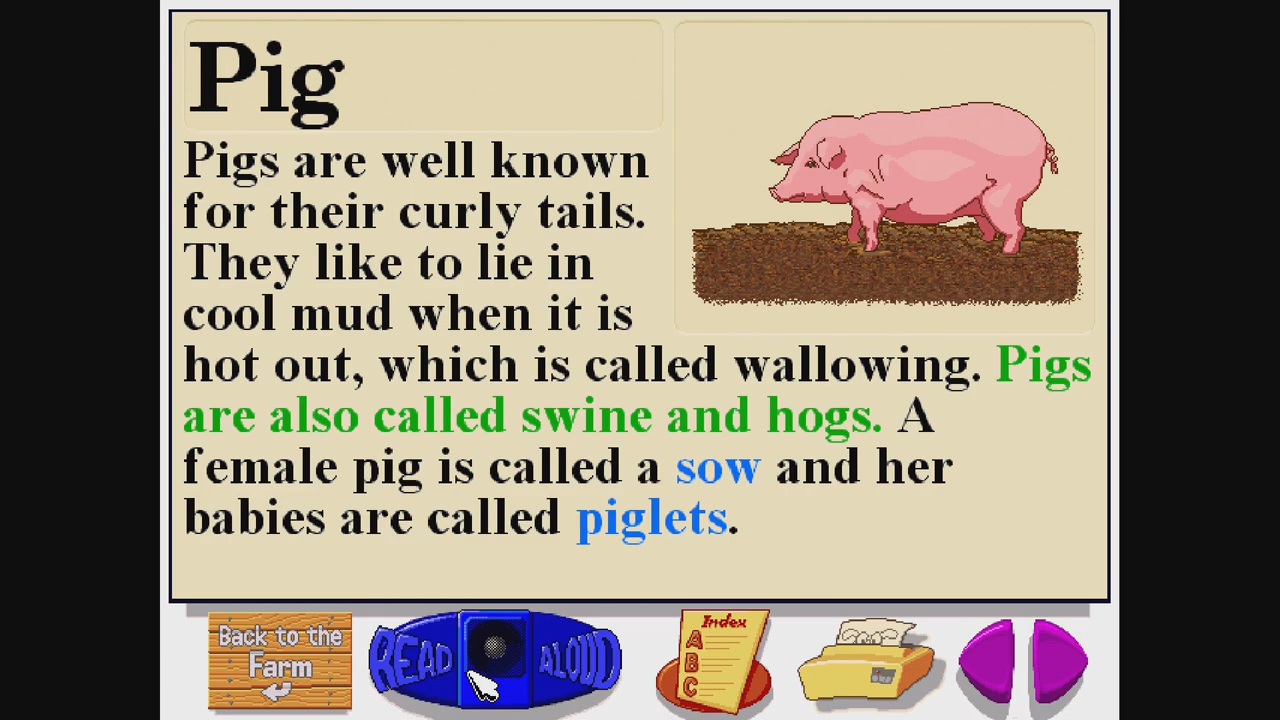 Pig
Pigs are well known
for their curly tails.
They like to lie in
cool mud when it is
hot out, which is called wallowing. Pigs
are also called swine and hogs. A
female pig is called a sow and her
babies are called piglets.
Back to the
Farm
READ ALOUD
Index
A
B
C